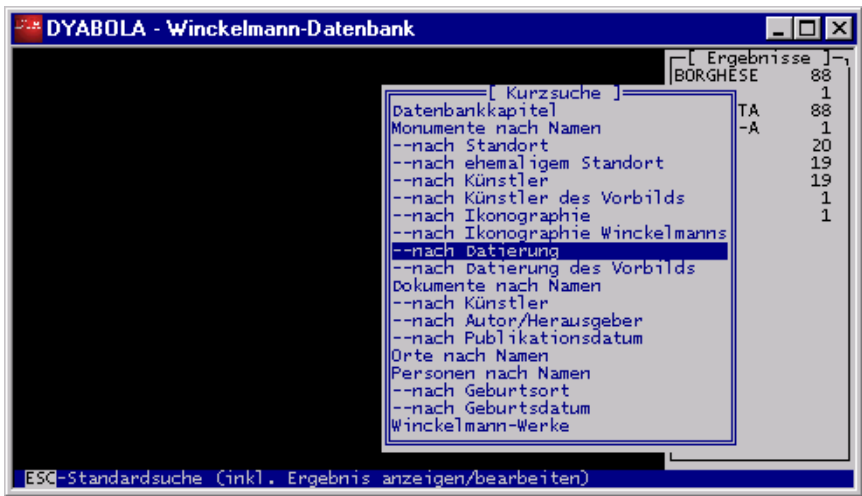 DYABOLA - Winckelmann-Datenbank
[ Ergebnisse ]
BORGHESE 88
1
TA 88
-A 1
20
19
19
1
1
[ Kurzsuche ]
Datenbankkapitel
Monumente nach Namen
--nach Standort
--nach ehemaligem Standort
--nach Künstler
--nach Künstler des Vorbilds
--nach Ikonographie
--nach Ikonographie Winckelmanns
--nach Datierung
--nach Datierung des Vorbilds
Dokumente nach Namen
--nach Künstler
--nach Autor/Herausgeber
--nach Publikationsdatum
Orte nach Namen
Personen nach Namen
--nach Geburtsort
--nach Geburtsdatum
Winckelmann-Werke
ESC-Standardsuche (inkl. Ergebnis anzeigen/bearbeiten)